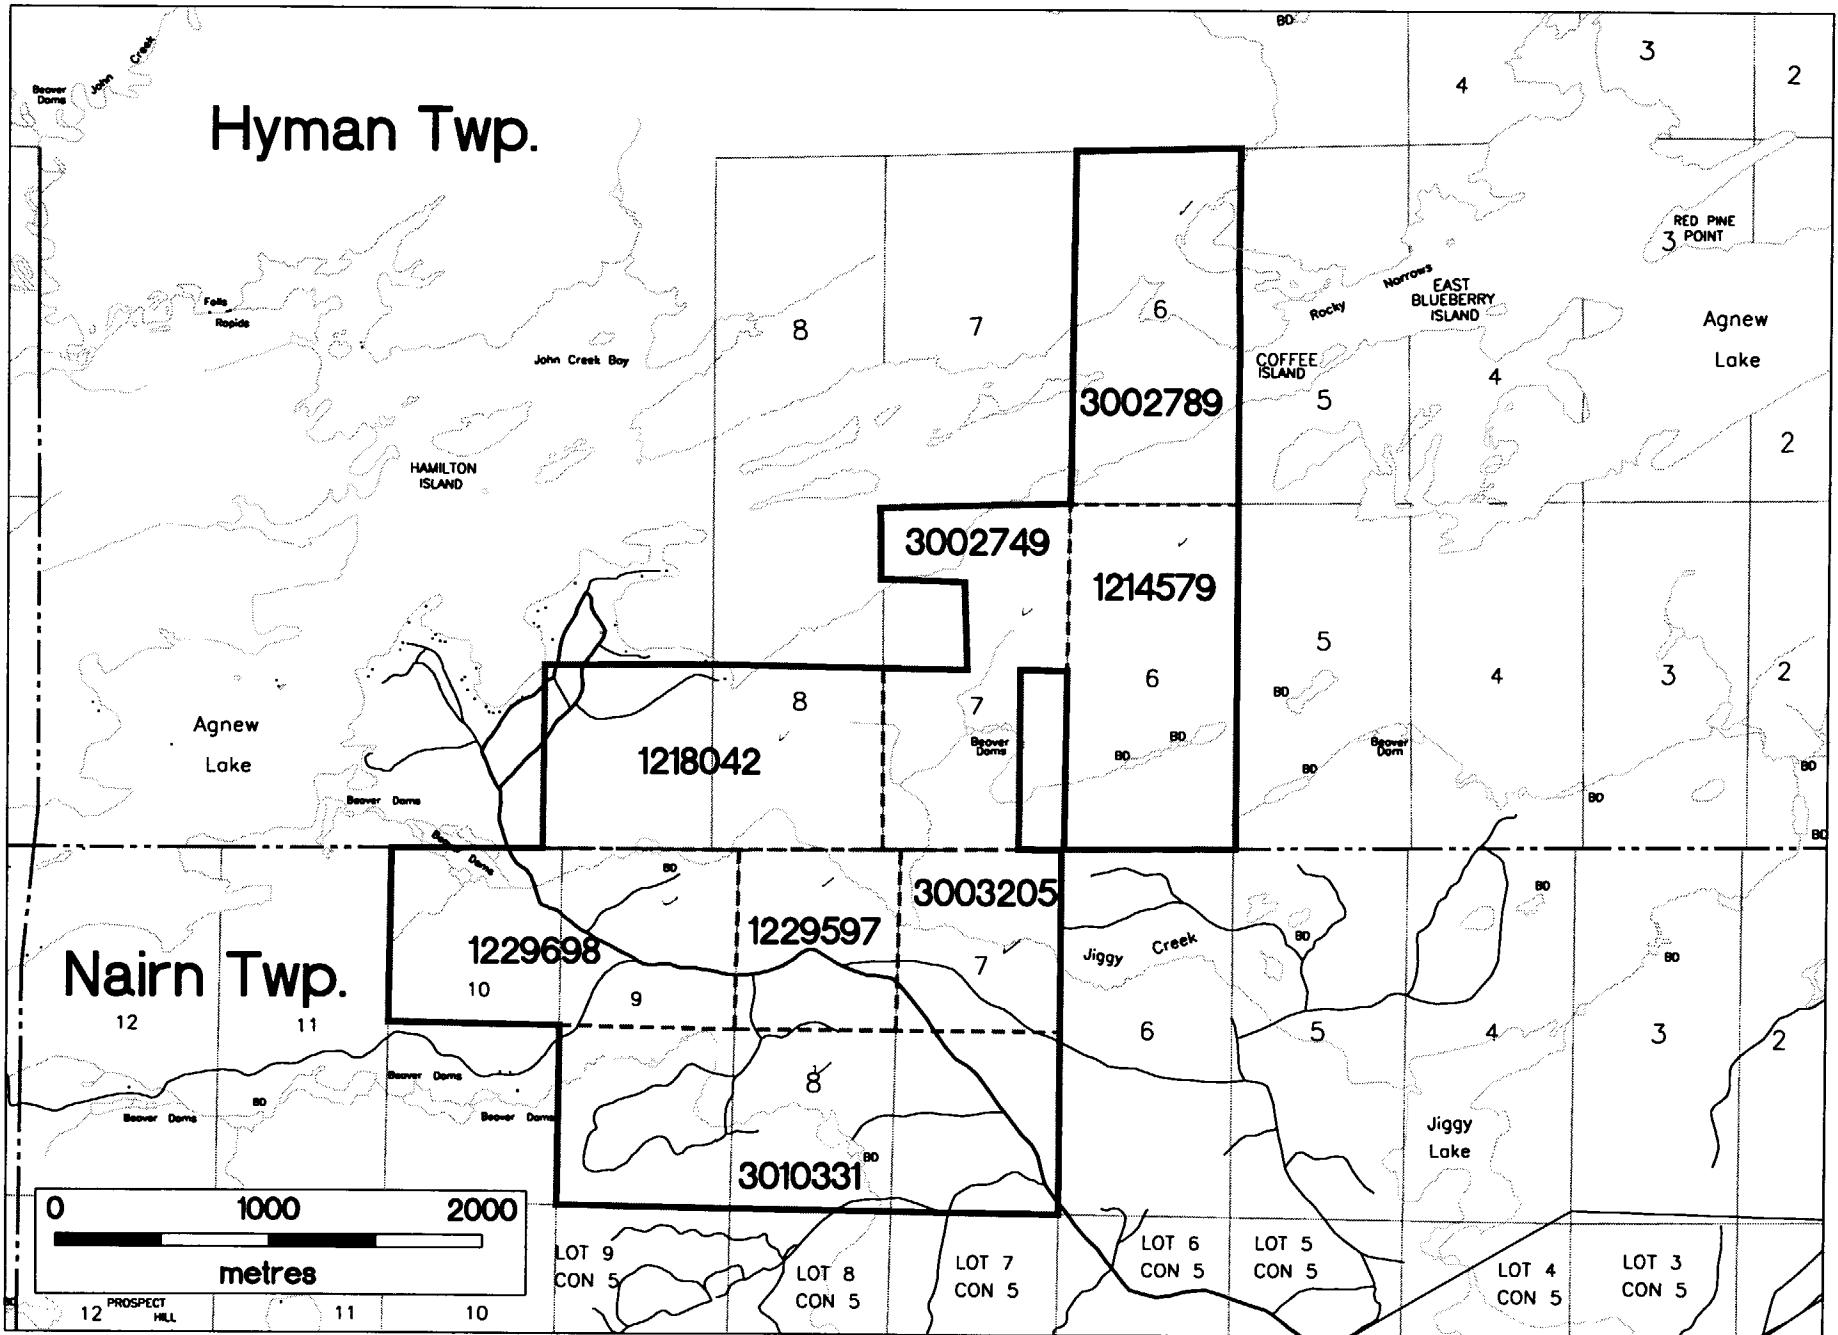 BD
3
2
4
Creek
John
Beaver
Dams
Hyman Twp.
RED PINE
3 POINT
Narrows
Rocky
EAST
BLUEBERRY
ISLAND
Falls
Rapids
8
7
6
Agnew
Lake
John Creek Bay
COFFEE
ISLAND
4
5
3002789
2
HAMILTON
ISLAND
3002749
1214579
5
6
4
3
2
8
7
Agnew
Lake
Beaver
Dams
BD
BD
BD
Beaver
Dam
BD
BD
1218042
Beaver Dams
BD
BD
Beaver Dams
BD
3003205
BD
1229597
1229698
Jiggy Creek
BD
BD
Nairn Twp.
7
10
9
12
11
6
5
4
3
2
Beaver Dams
8
BD
Beaver Dams
Beaver Dams
Jiggy
Lake
BD
3010331
0 1000 2000
metres
LOT 9
CON 5
LOT 8
CON 5
LOT 7
CON 5
LOT 6
CON 5
LOT 5
CON 5
LOT 4
CON 5
LOT 3
CON 5
BD
12
PROSPECT
HILL
11
10